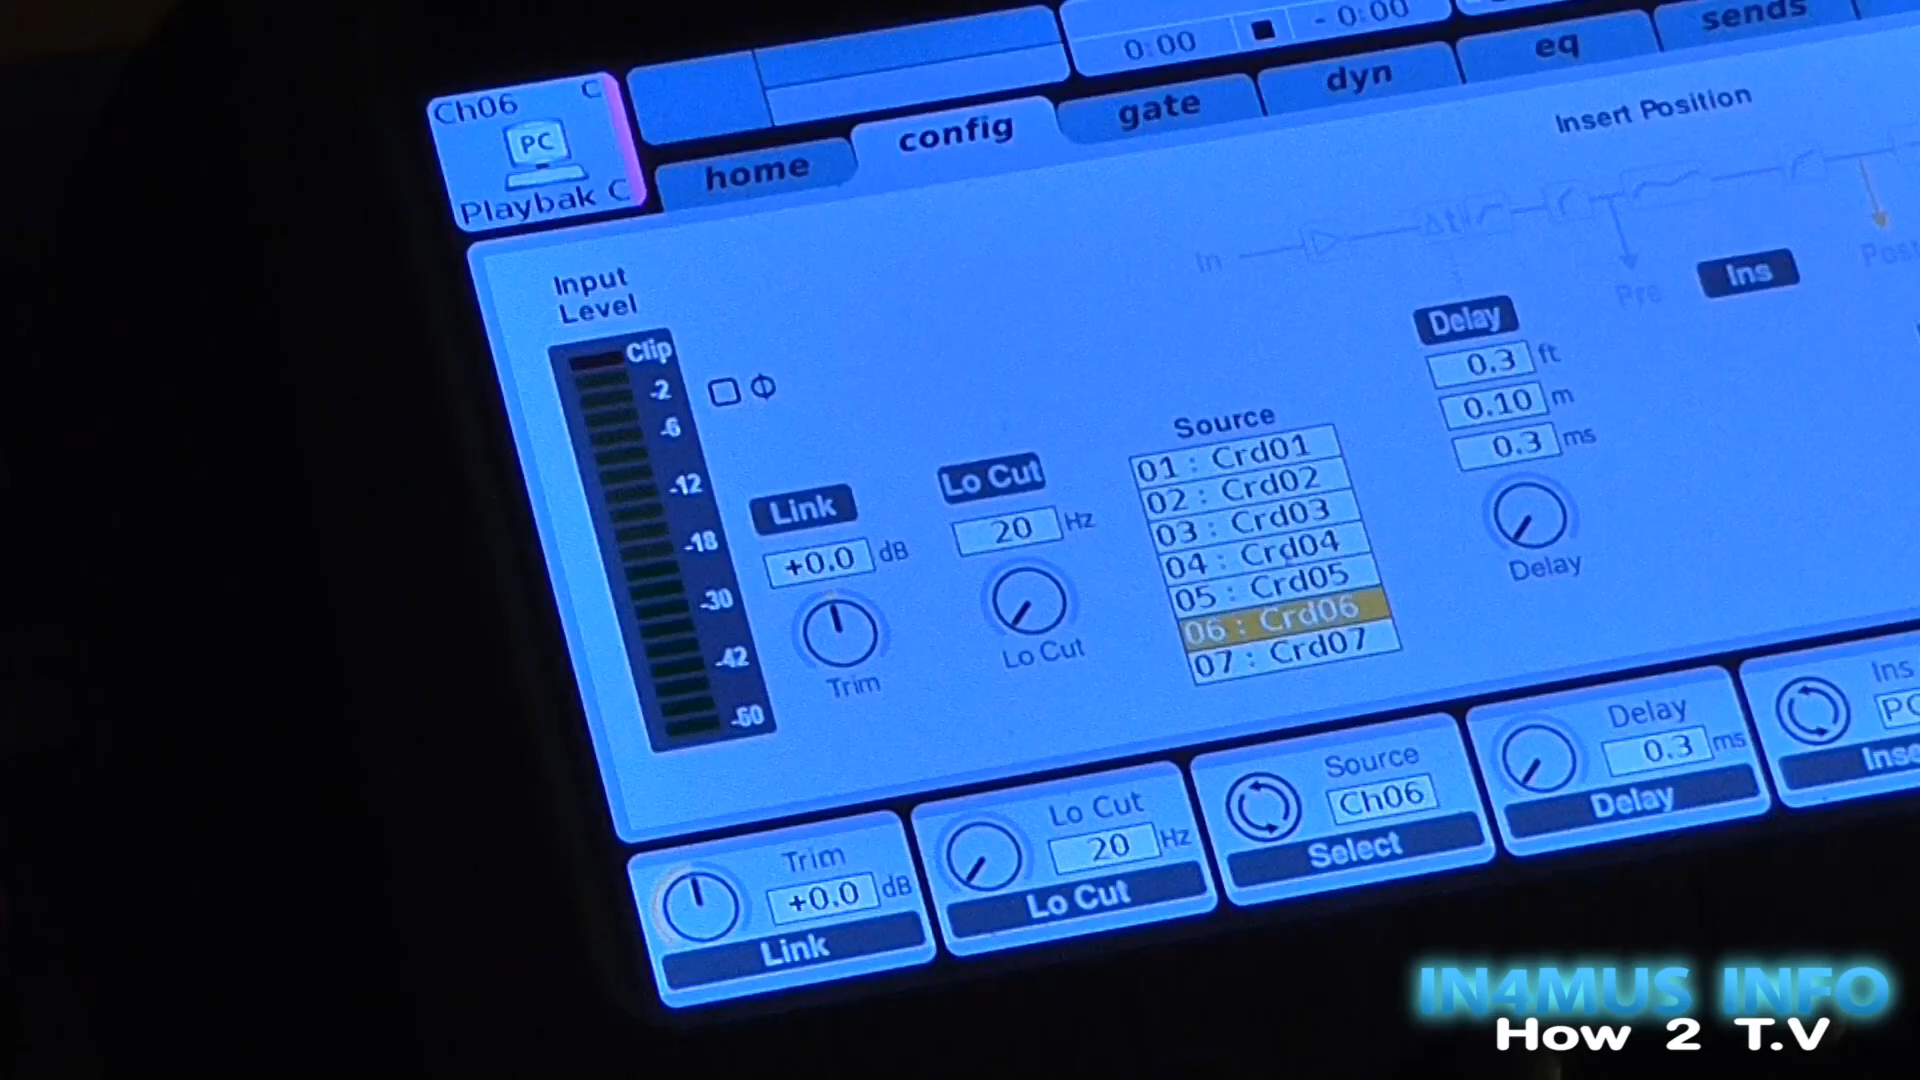 Ch06 C
PC
Playbak C
0:00 - 0:00
home config gate dyn eq sends
Insert Position
In Δt Pre Ins Post
Input
Level
Clip
-2
-6
-12
-18
-30
-42
-60
Φ
Link
+0.0 dB
Trim
Lo Cut
20 Hz
Lo Cut
Source
01 : Crd01
02 : Crd02
03 : Crd03
04 : Crd04
05 : Crd05
06 : Crd06
07 : Crd07
Delay
0.3 ft
0.10 m
0.3 ms
Delay
Trim
+0.0 dB
Link
Lo Cut
20 Hz
Lo Cut
Source
Ch06
Select
Delay
0.3 ms
Delay
Ins
IN4MUS INFO
How 2 T.V